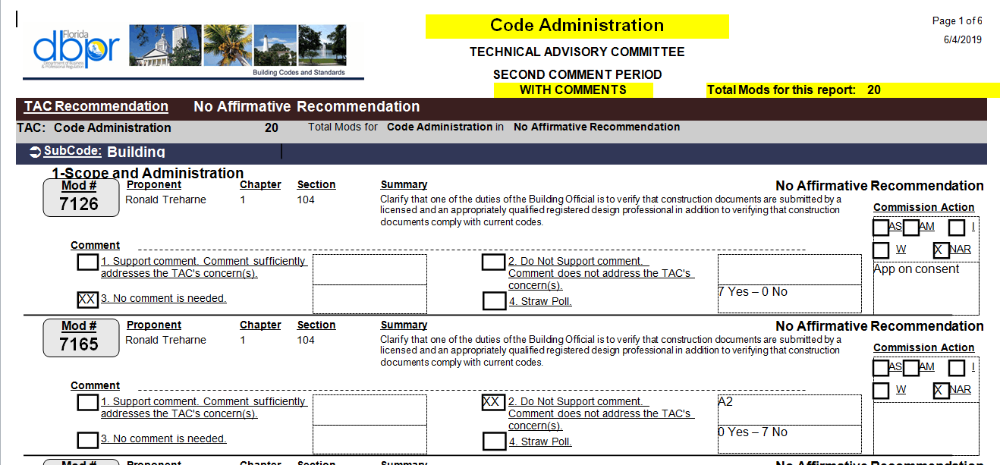 Florida
dbpr
Department of Business
& Professional Regulation
Building Codes and Standards
Code Administration
TECHNICAL ADVISORY COMMITTEE
SECOND COMMENT PERIOD
WITH COMMENTS
Page 1 of 6
6/4/2019
Total Mods for this report: 20
TAC Recommendation No Affirmative Recommendation
TAC: Code Administration 20 Total Mods for Code Administration in No Affirmative Recommendation
SubCode: Building
1-Scope and Administration
Mod # Proponent Chapter Section Summary No Affirmative Recommendation
7126 Ronald Treharne 1 104 Clarify that one of the duties of the Building Official is to verify that construction documents are submitted by a
licensed and an appropriately qualified registered design professional in addition to verifying that construction
documents comply with current codes.
Commission Action
AS AM I
W X NAR
App on consent
Comment
1. Support comment. Comment sufficiently
addresses the TAC's concern(s).
2. Do Not Support comment.
Comment does not address the TAC's
concern(s).
XX 3. No comment is needed.
4. Straw Poll.
7 Yes – 0 No
Mod # Proponent Chapter Section Summary No Affirmative Recommendation
7165 Ronald Treharne 1 104 Clarify that one of the duties of the Building Official is to verify that construction documents are submitted by a
licensed and an appropriately qualified registered design professional in addition to verifying that construction
documents comply with current codes.
Commission Action
AS AM I
W X NAR
Comment
1. Support comment. Comment sufficiently
addresses the TAC's concern(s).
XX 2. Do Not Support comment.
Comment does not address the TAC's
concern(s).
A2
3. No comment is needed.
4. Straw Poll.
0 Yes – 7 No
Mod # Proponent Chapter Section Summary No Affirmative Recommendation